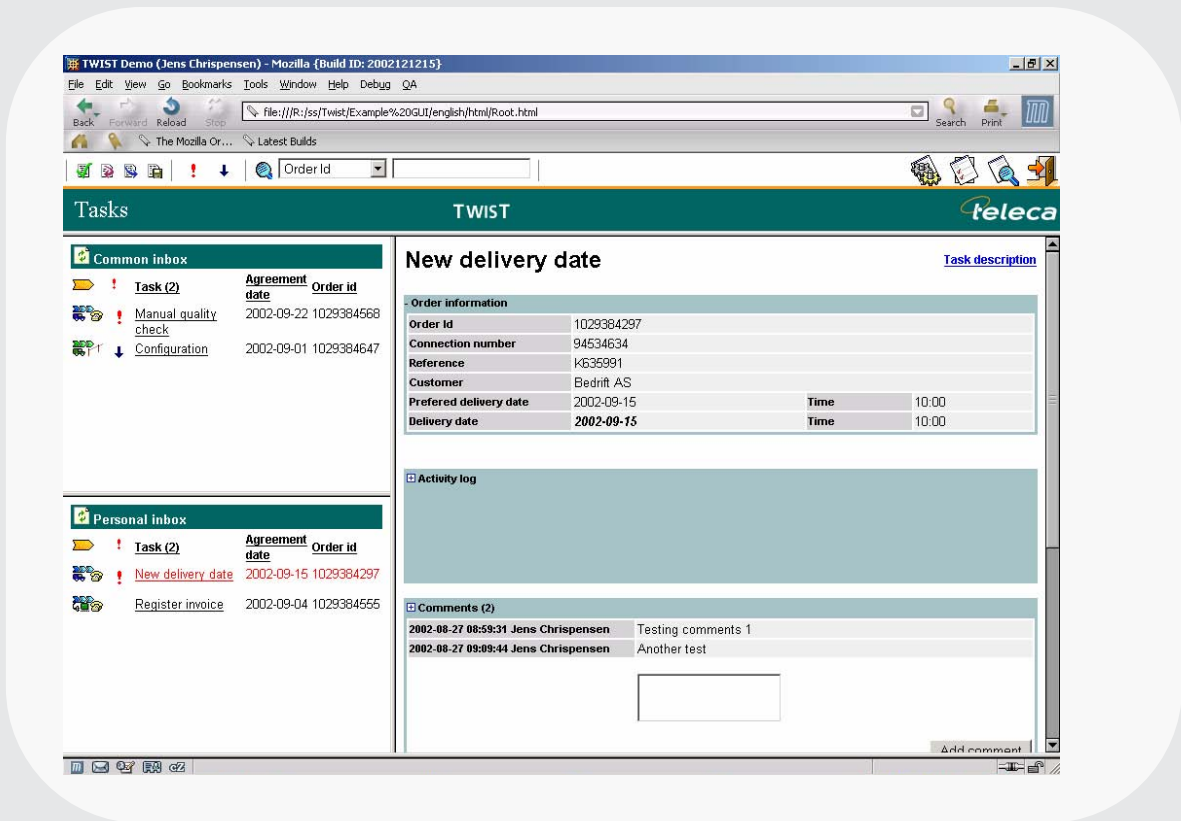 TWIST Demo (Jens Chrispensen) - Mozilla {Build ID: 2002121215}
File Edit View Go Bookmarks Tools Window Help Debug QA
Back Forward Reload Stop file:///R:/ss/Twist/Example%20GUI/english/html/Root.html Search Print
The Mozilla Or... Latest Builds
Order Id
Tasks TWIST teleca
Common inbox
Task (2) Agreement date Order id
Manual quality check 2002-09-22 1029384568
Configuration 2002-09-01 1029384647
Personal inbox
Task (2) Agreement date Order id
New delivery date 2002-09-15 1029384297
Register invoice 2002-09-04 1029384555
New delivery date Task description
- Order information
Order Id 1029384297
Connection number 94534634
Reference K635991
Customer Bedrift AS
Prefered delivery date 2002-09-15 Time 10:00
Delivery date 2002-09-15 Time 10:00
Activity log
Comments (2)
2002-08-27 08:59:31 Jens Chrispensen Testing comments 1
2002-08-27 09:09:44 Jens Chrispensen Another test
Add comment